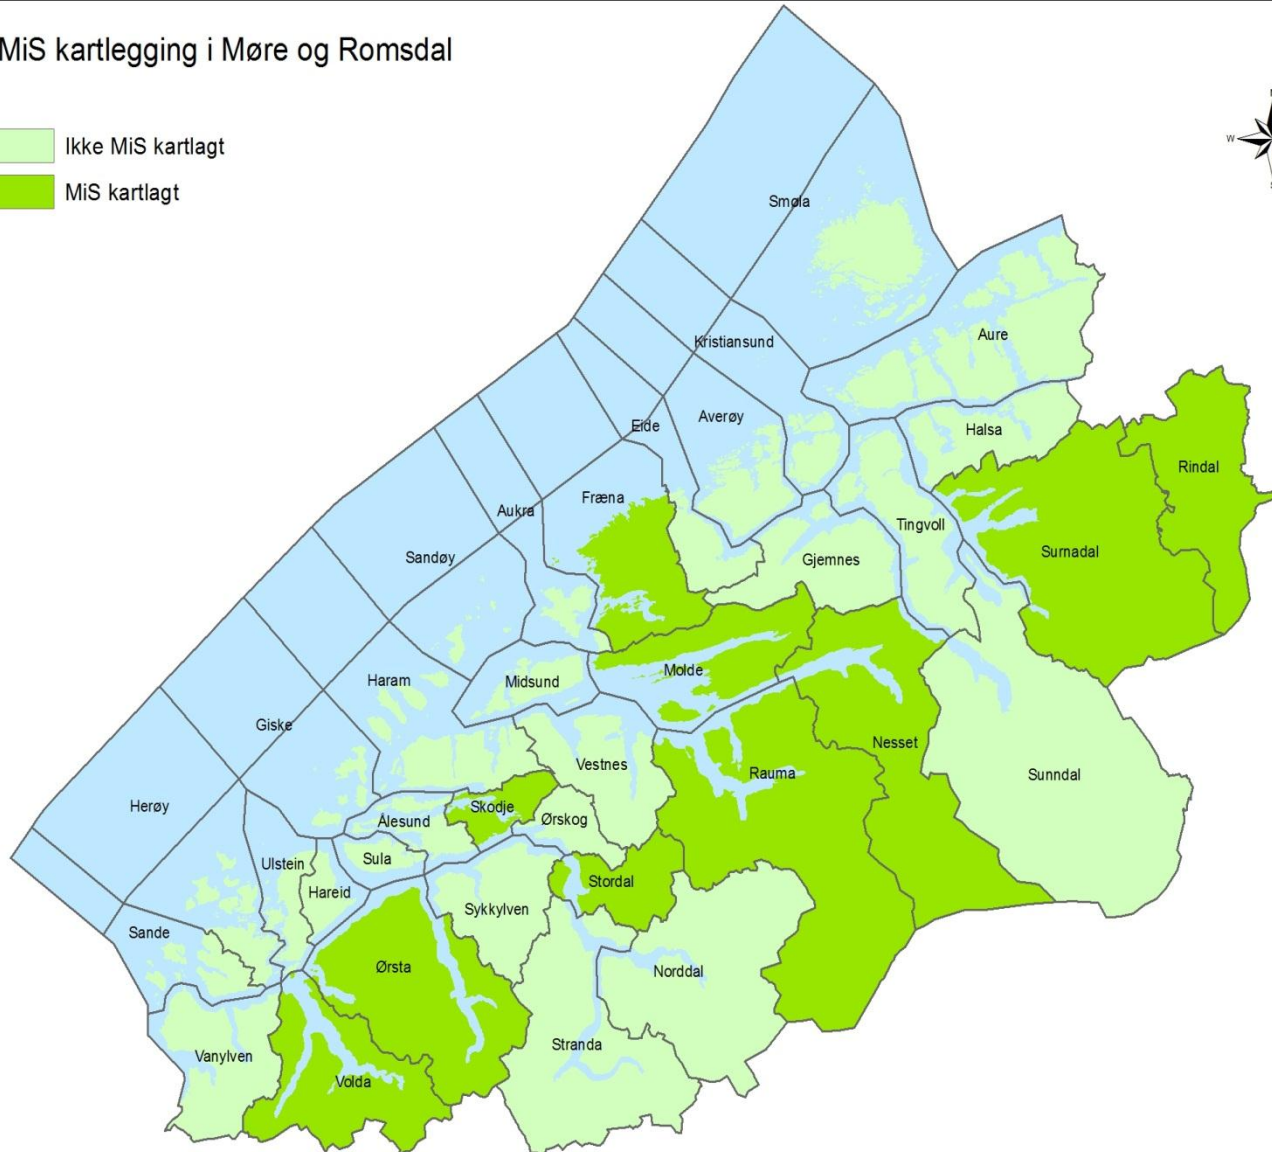 MiS kartlegging i Møre og Romsdal
Ikke MiS kartlagt
MiS kartlagt
W
Smøla
Aure
Kristiansund
Averøy
Eide
Halsa
Rindal
Fræna
Aukra
Tingvoll
Surnadal
Sandøy
Gjemnes
Molde
Midsund
Haram
Giske
Nesset
Vestnes
Rauma
Sunndal
Herøy
Skodje
Ørskog
Ålesund
Sula
Ulstein
Hareid
Stordal
Sykkylven
Sande
Ørsta
Norddal
Stranda
Vanylven
Volda